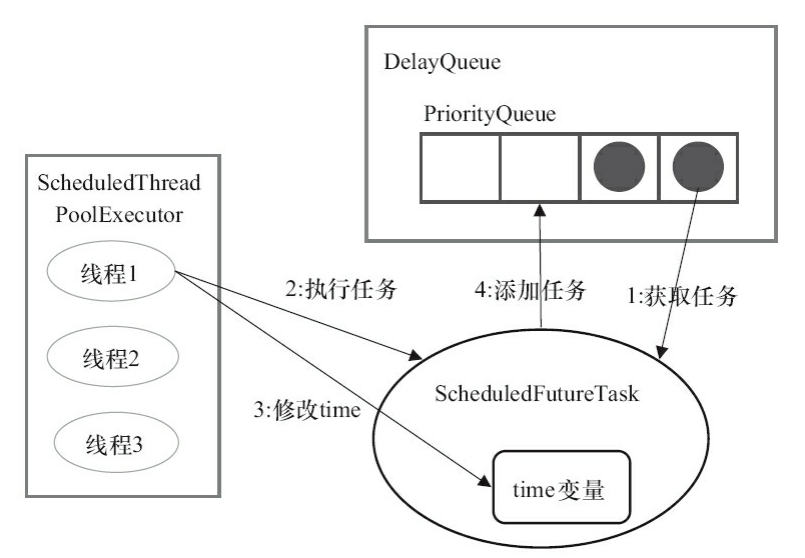 DelayQueue
PriorityQueue
ScheduledThread
PoolExecutor
线程1
线程2
线程3
2:执行任务
4:添加任务
1:获取任务
3:修改time
ScheduledFutureTask
time变量